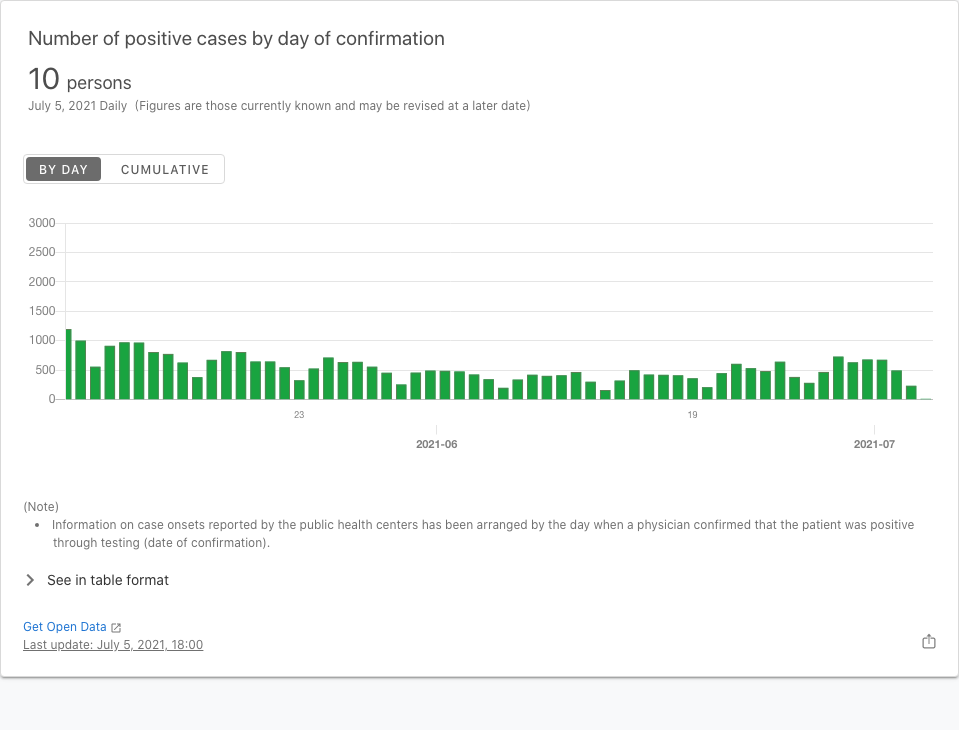 Number of positive cases by day of confirmation
10 persons
July 5, 2021 Daily (Figures are those currently known and may be revised at a later date)
BY DAY CUMULATIVE
3000
2500
2000
1500
1000
500
0
23 19
2021-06 2021-07
(Note)
• Information on case onsets reported by the public health centers has been arranged by the day when a physician confirmed that the patient was positive
through testing (date of confirmation).
See in table format
Get Open Data
Last update: July 5, 2021, 18:00